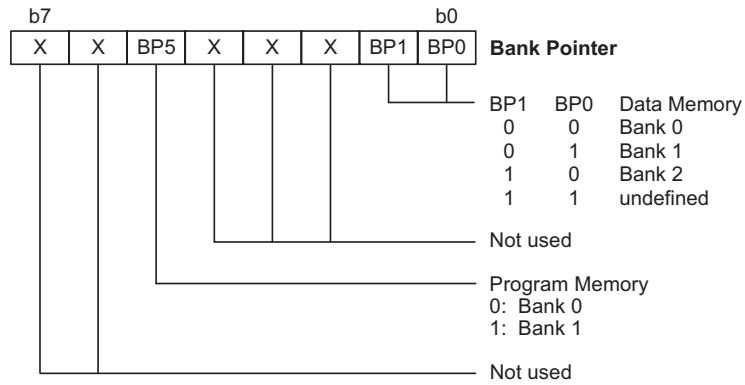 b7 b0
X X BP5 X X X BP1 BP0 Bank Pointer
BP1 BP0 Data Memory
0 0 Bank 0
0 1 Bank 1
1 0 Bank 2
1 1 undefined
Not used
Program Memory
0: Bank 0
1: Bank 1
Not used